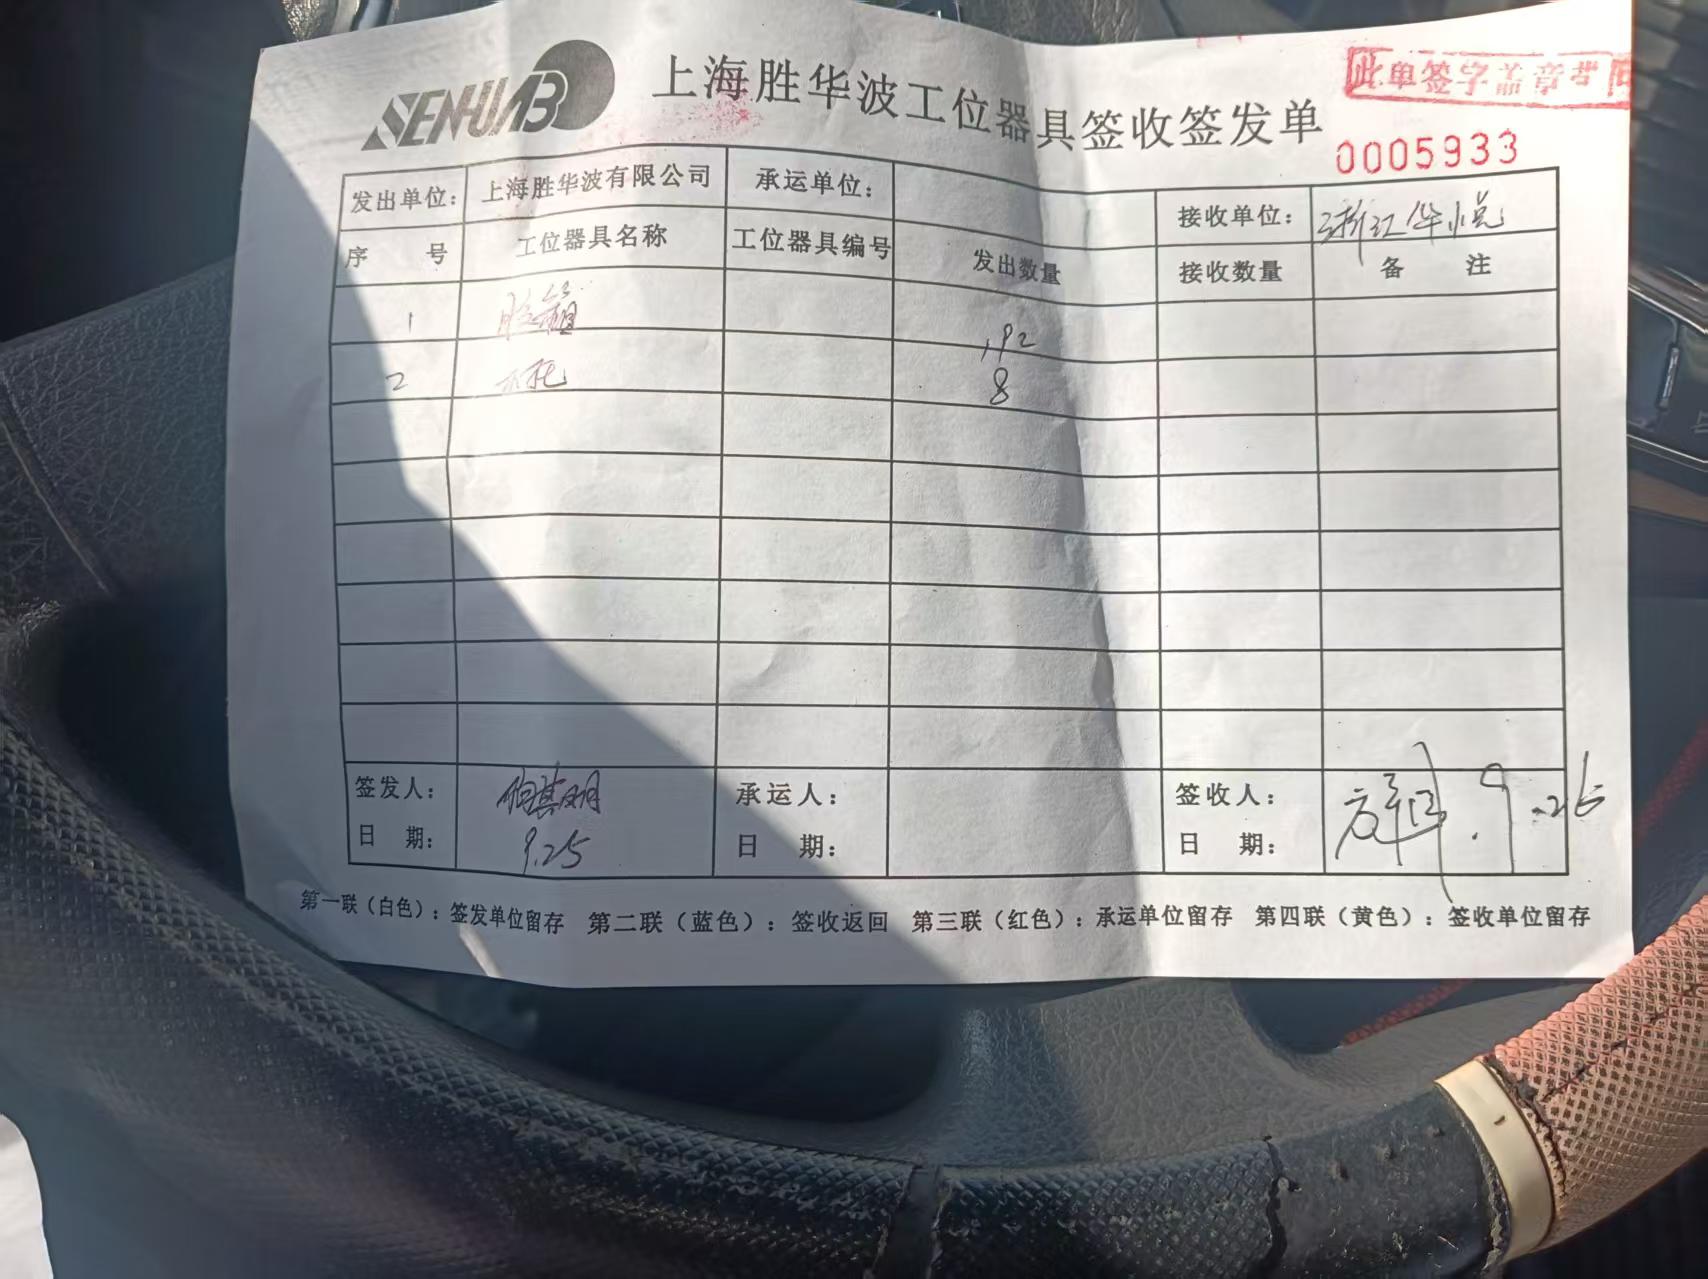 SENHUAB 上海胜华波工位器具签收签发单
此单签字盖章者
0005933
发出单位: 上海胜华波有限公司 承运单位: 接收单位: 浙江华悦
序 号 工位器具名称 工位器具编号 发出数量 接收数量 备 注
1 胶箱 192
2 木托 8
签发人: 承运人: 签收人:
日 期: 9.25 日 期: 日 期: 9.26
第一联(白色): 签发单位留存 第二联(蓝色): 签收返回 第三联(红色): 承运单位留存 第四联(黄色): 签收单位留存